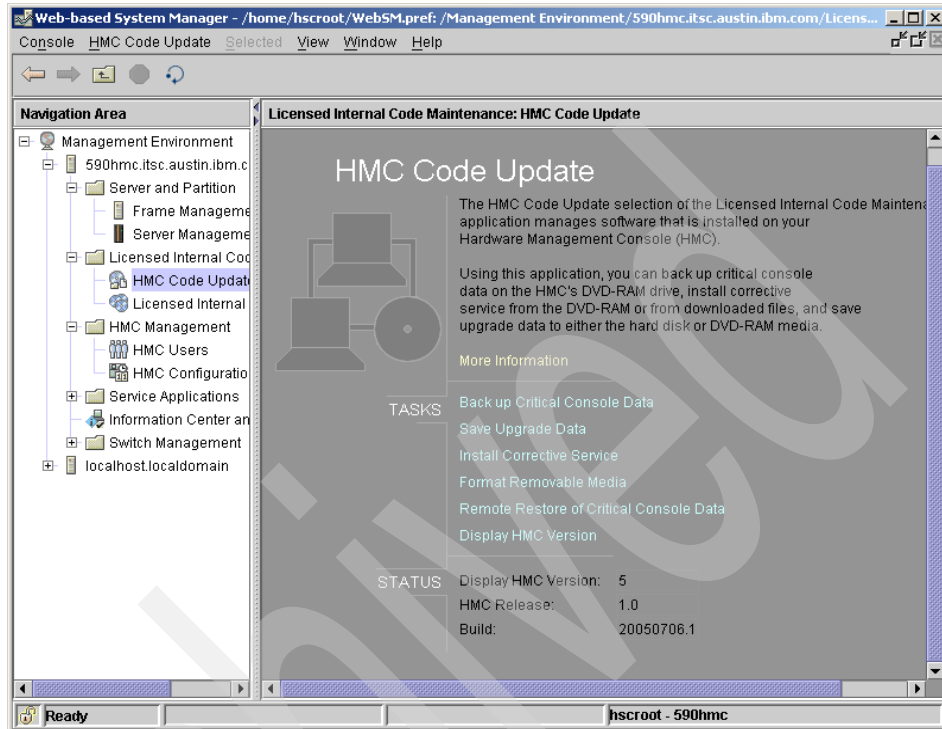 Web-based System Manager - /home/hscroot/WebSM.pref: /Management Environment/590hmc.itsc.austin.ibm.com/Licens...
Console HMC Code Update Selected View Window Help
Navigation Area
Management Environment
590hmc.itsc.austin.ibm.c
Server and Partition
Frame Manageme
Server Manageme
Licensed Internal Cod
HMC Code Updat
Licensed Internal
HMC Management
HMC Users
HMC Configuratio
Service Applications
Information Center an
Switch Management
localhost.localdomain
Licensed Internal Code Maintenance: HMC Code Update
HMC Code Update
The HMC Code Update selection of the Licensed Internal Code Maintena
application manages software that is installed on your
Hardware Management Console (HMC).
Using this application, you can back up critical console
data on the HMC's DVD-RAM drive, install corrective
service from the DVD-RAM or from downloaded files, and save
upgrade data to either the hard disk or DVD-RAM media.
More Information
TASKS
Back up Critical Console Data
Save Upgrade Data
Install Corrective Service
Format Removable Media
Remote Restore of Critical Console Data
Display HMC Version
STATUS
Display HMC Version: 5
HMC Release: 1.0
Build: 20050706.1
Ready
hscroot - 590hmc